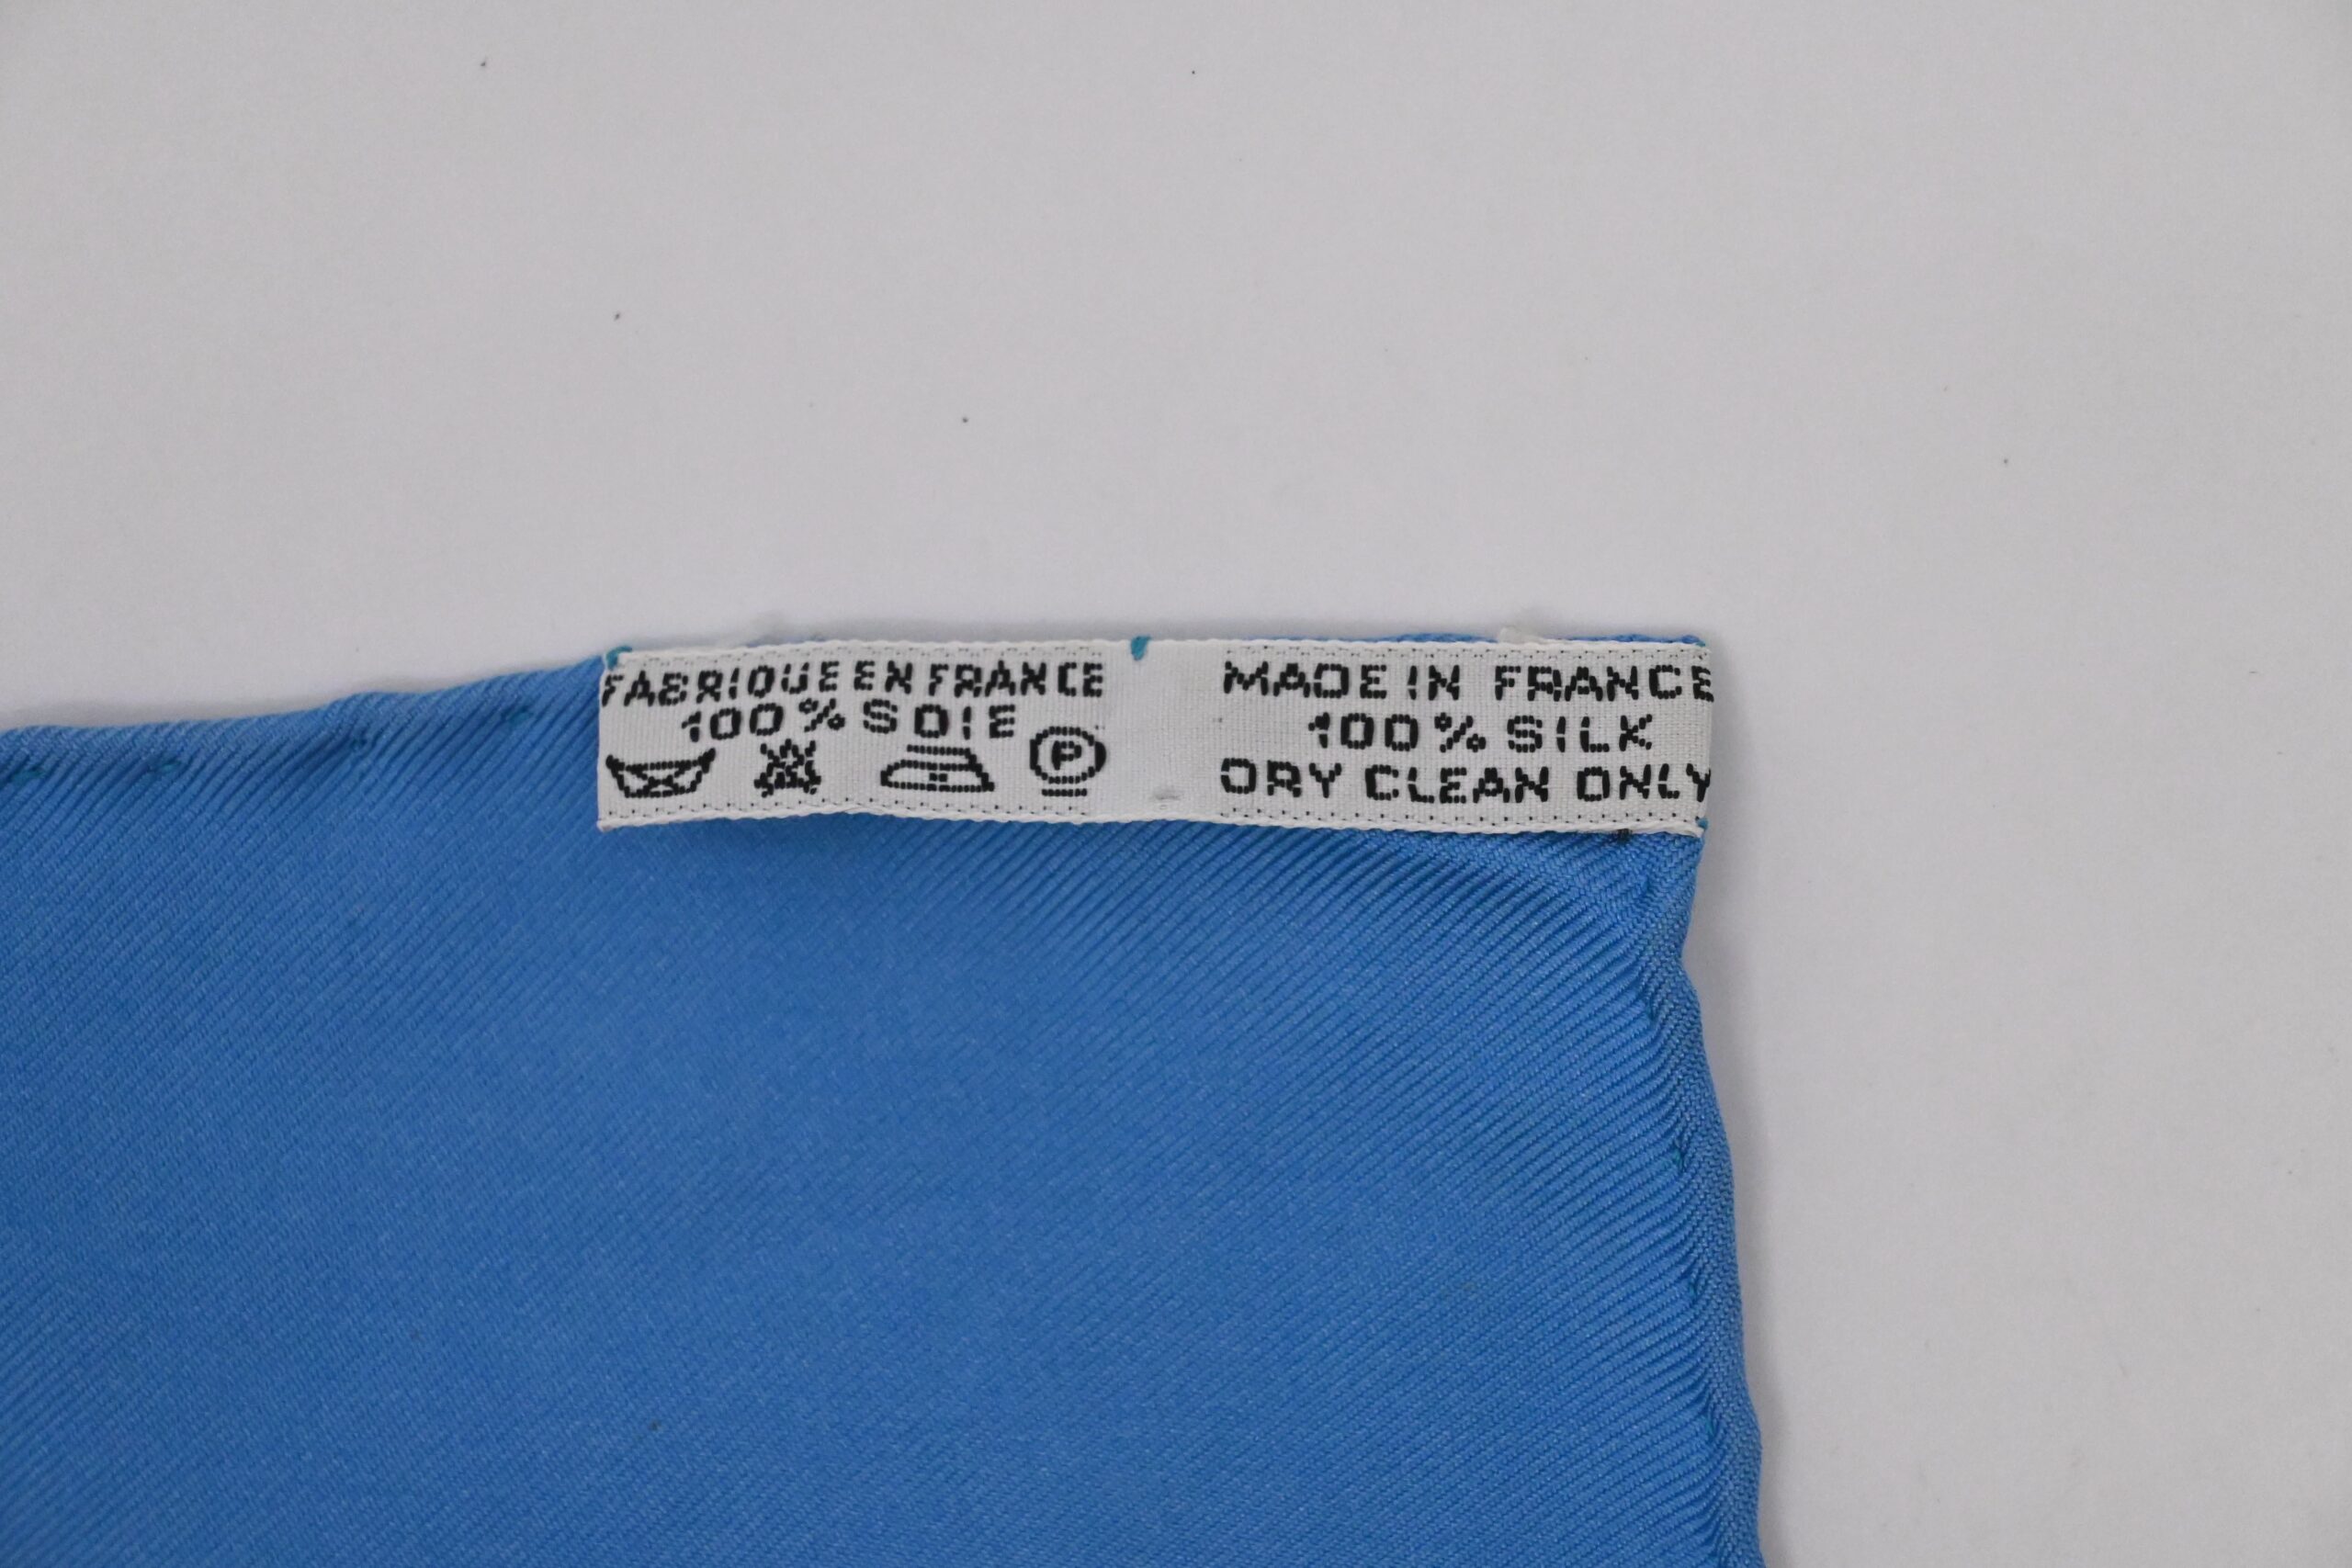 FABRIQUE EN FRANCE
100% SOIE
P
MADE IN FRANCE
100% SILK
DRY CLEAN ONLY